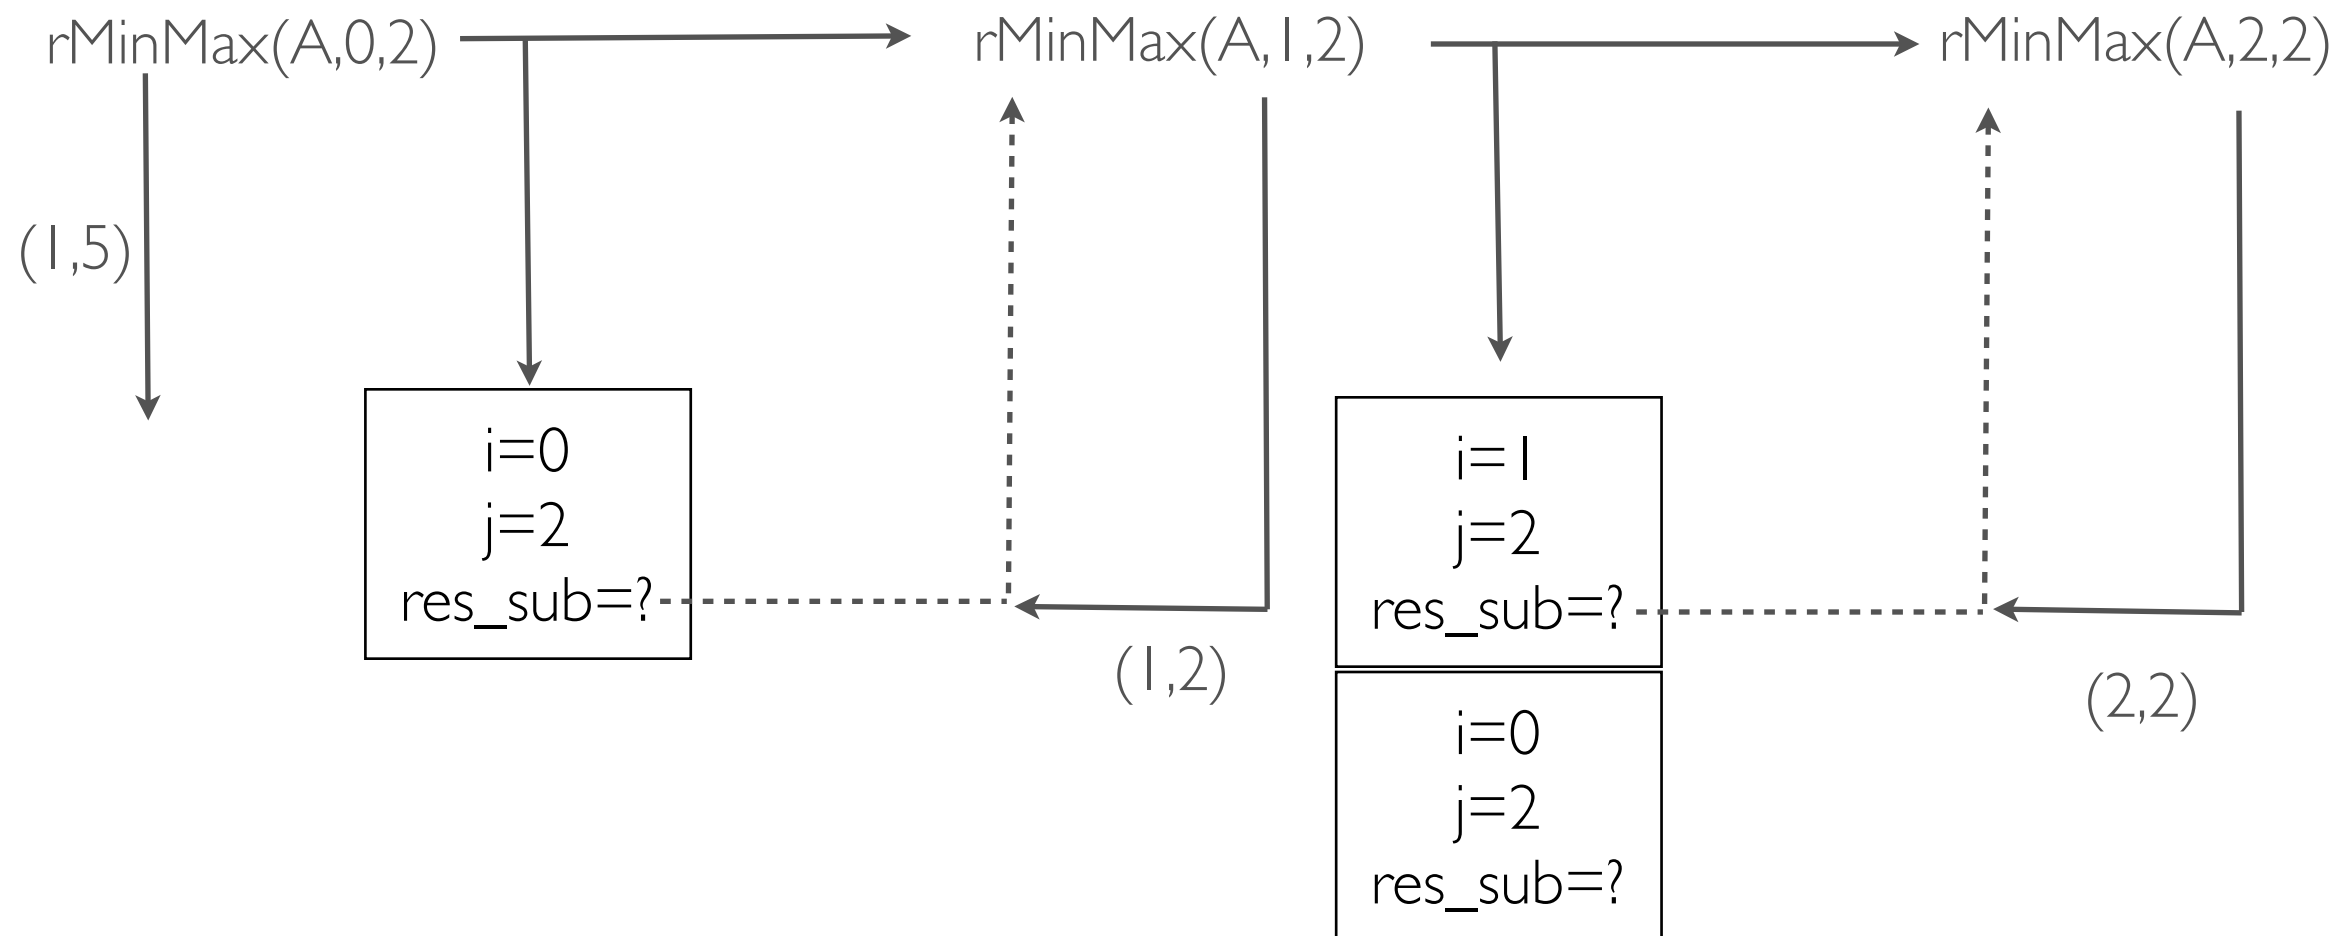 rMinMax(A,0,2)
rMinMax(A,1,2)
rMinMax(A,2,2)
(1,5)
i=0
j=2
res_sub=?
(1,2)
i=1
j=2
res_sub=?
i=0
j=2
res_sub=?
(2,2)